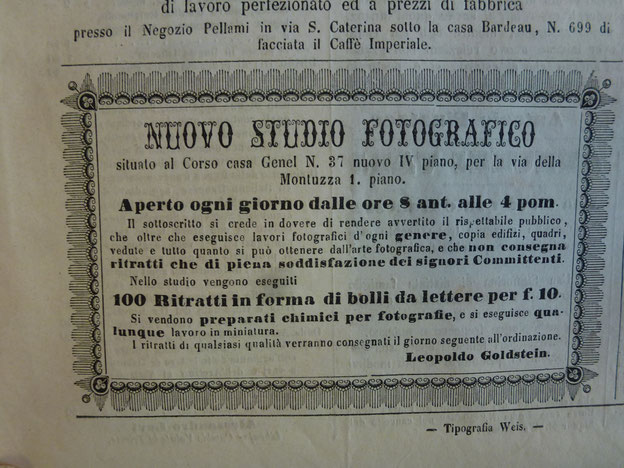 di lavoro perfezionato ed a prezzi di fabbrica
presso il Negozio Pellami in via S. Caterina sotto la casa Bardeau, N. 699 di
facciata il Caffè Imperiale.
NUOVO STUDIO FOTOGRAFICO
situato al Corso casa Genel N. 37 nuovo IV piano, per la via della
Montuzza 1. piano.
Aperto ogni giorno dalle ore 8 ant. alle 4 pom.
Il sottoscritto si crede in dovere di rendere avvertito il rispettabile pubblico,
che oltre che eseguisce lavori fotografici d'ogni genere, copia edifizi, quadri,
vedute e tutto quanto si può ottenere dall'arte fotografica, e che non consegna
ritratti che di piena soddisfazione dei signori Committenti.
Nello studio vengono eseguiti
100 Ritratti in forma di bolli da lettere per f. 10.
Si vendono preparati chimici per fotografie, e si eseguisce qua-
lunque lavoro in miniatura.
I ritratti di qualsiasi qualità verranno consegnati il giorno seguente all'ordinazione.
Leopoldo Goldstein.
— Tipografia Weis. —